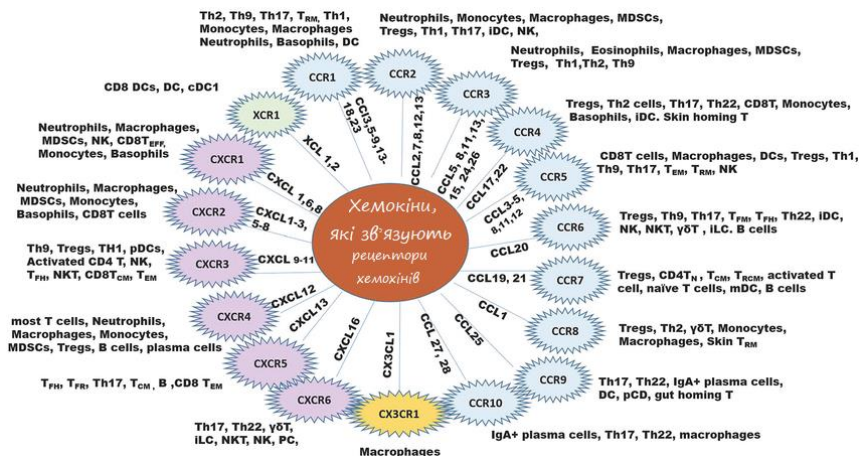 Th2, Th9, Th17, TRM, Th1,
Monocytes, Macrophages
Neutrophils, Basophils, DC
CCR1
CCl3,5-9,13-
18,23
Neutrophils, Monocytes, Macrophages, MDSCs,
Tregs, Th1, Th17, iDC, NK,
CCR2
CCL2,7,8,12,13
Neutrophils, Eosinophils, Macrophages, MDSCs,
Tregs, Th1,Th2, Th9
CCR3
CCL5, 8,11,13,
15, 24,26
Tregs, Th2 cells, Th17, Th22, CD8T, Monocytes,
Basophils, iDC. Skin homing T
CCR4
CCL17,22
CD8T cells, Macrophages, DCs, Tregs, Th1,
Th9, Th17, TEM, TRM, NK
CCR5
CCL3-5,
8,11,12
Tregs, Th9, Th17, TFM, TFH, Th22, iDC,
NK, NKT, γδT , iLC. B cells
CCR6
CCL20
Tregs, CD4TN , TCM, TRCM, activated T
cell, naïve T cells, mDC, B cells
CCR7
CCL19, 21
Tregs, Th2, γδT, Monocytes,
Macrophages, Skin TRM
CCR8
CCL1
Th17, Th22, IgA+ plasma cells,
DC, pCD, gut homing T
CCR9
CCL25
IgA+ plasma cells, Th17, Th22, macrophages
CCR10
CCL 27, 28
CX3CR1
CX3CL1
Macrophages
CXCR6
CXCL16
Th17, Th22, γδT,
iLC, NKT, NK, PC,
CXCR5
CXCL13
TFH, TFR, Th17, TCM , B ,CD8 TEM
CXCR4
CXCL12
most T cells, Neutrophils,
Macrophages, Monocytes,
MDSCs, Tregs, B cells, plasma cells
CXCR3
CXCL 9-11
Th9, Tregs, TH1, pDCs,
Activated CD4 T, NK,
TFH, NKT, CD8TCM, TEM
CXCR2
CXCL1-3,
5-8
Neutrophils, Macrophages,
MDSCs, Monocytes,
Basophils, CD8T cells
CXCR1
CXCL 1,6,8
Neutrophils, Macrophages,
MDSCs, NK, CD8TEFF,
Monocytes, Basophils
XCR1
XCL 1,2
CD8 DCs, DC, cDC1
Хемокіни,
які зв'язують
рецептори
хемохінів